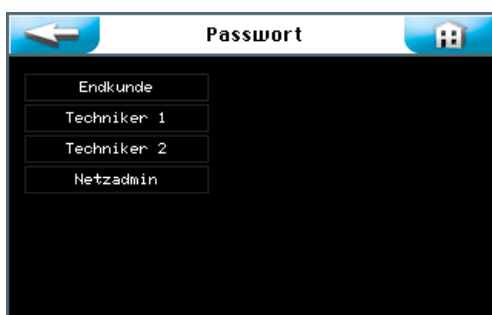 Passwort
Endkunde
Techniker 1
Techniker 2
Netzadmin